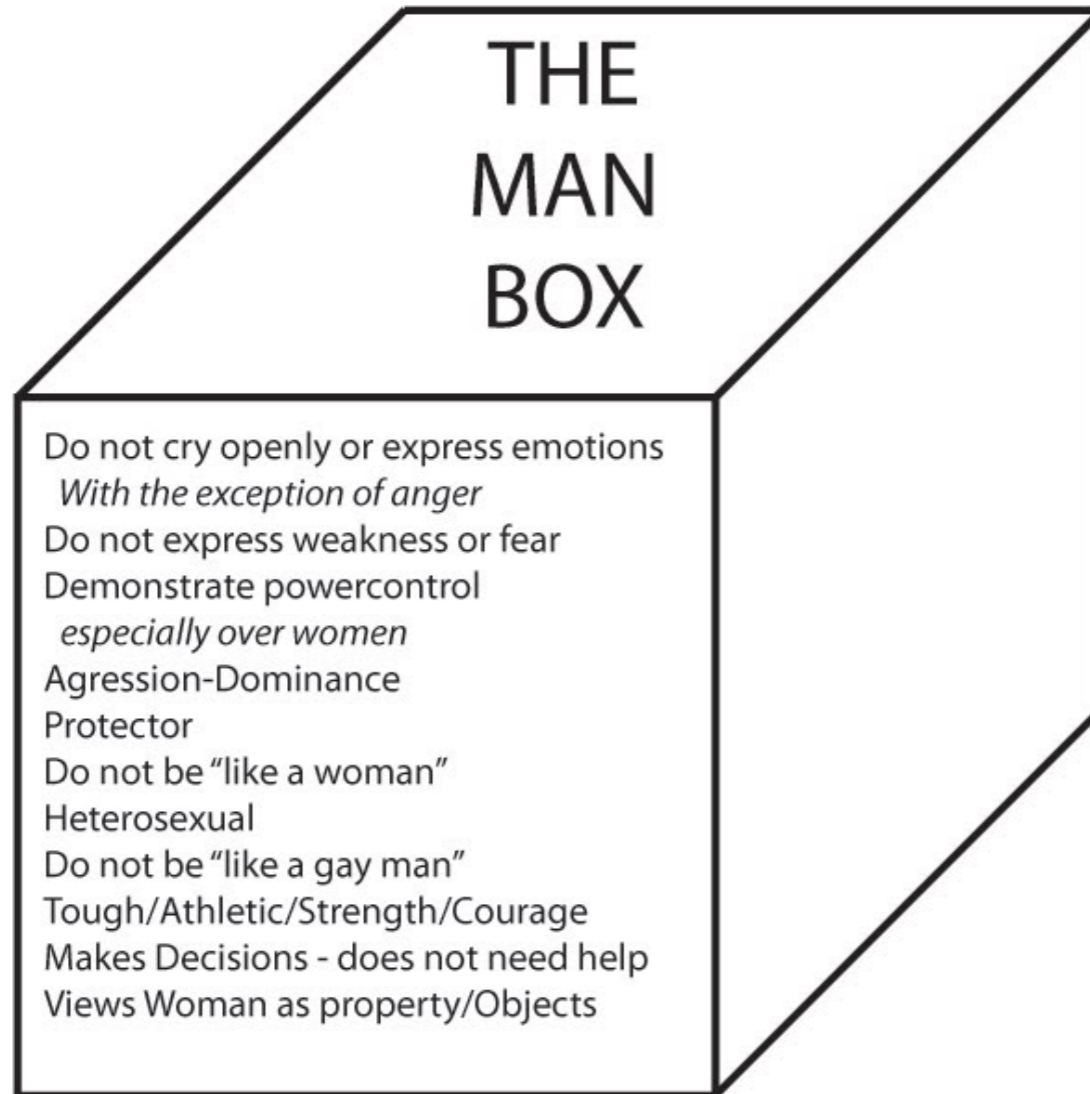 THE
MAN
BOX
Do not cry openly or express emotions
With the exception of anger
Do not express weakness or fear
Demonstrate powercontrol
especially over women
Agression-Dominance
Protector
Do not be “like a woman”
Heterosexual
Do not be “like a gay man”
Tough/Athletic/Strength/Courage
Makes Decisions - does not need help
Views Woman as property/Objects